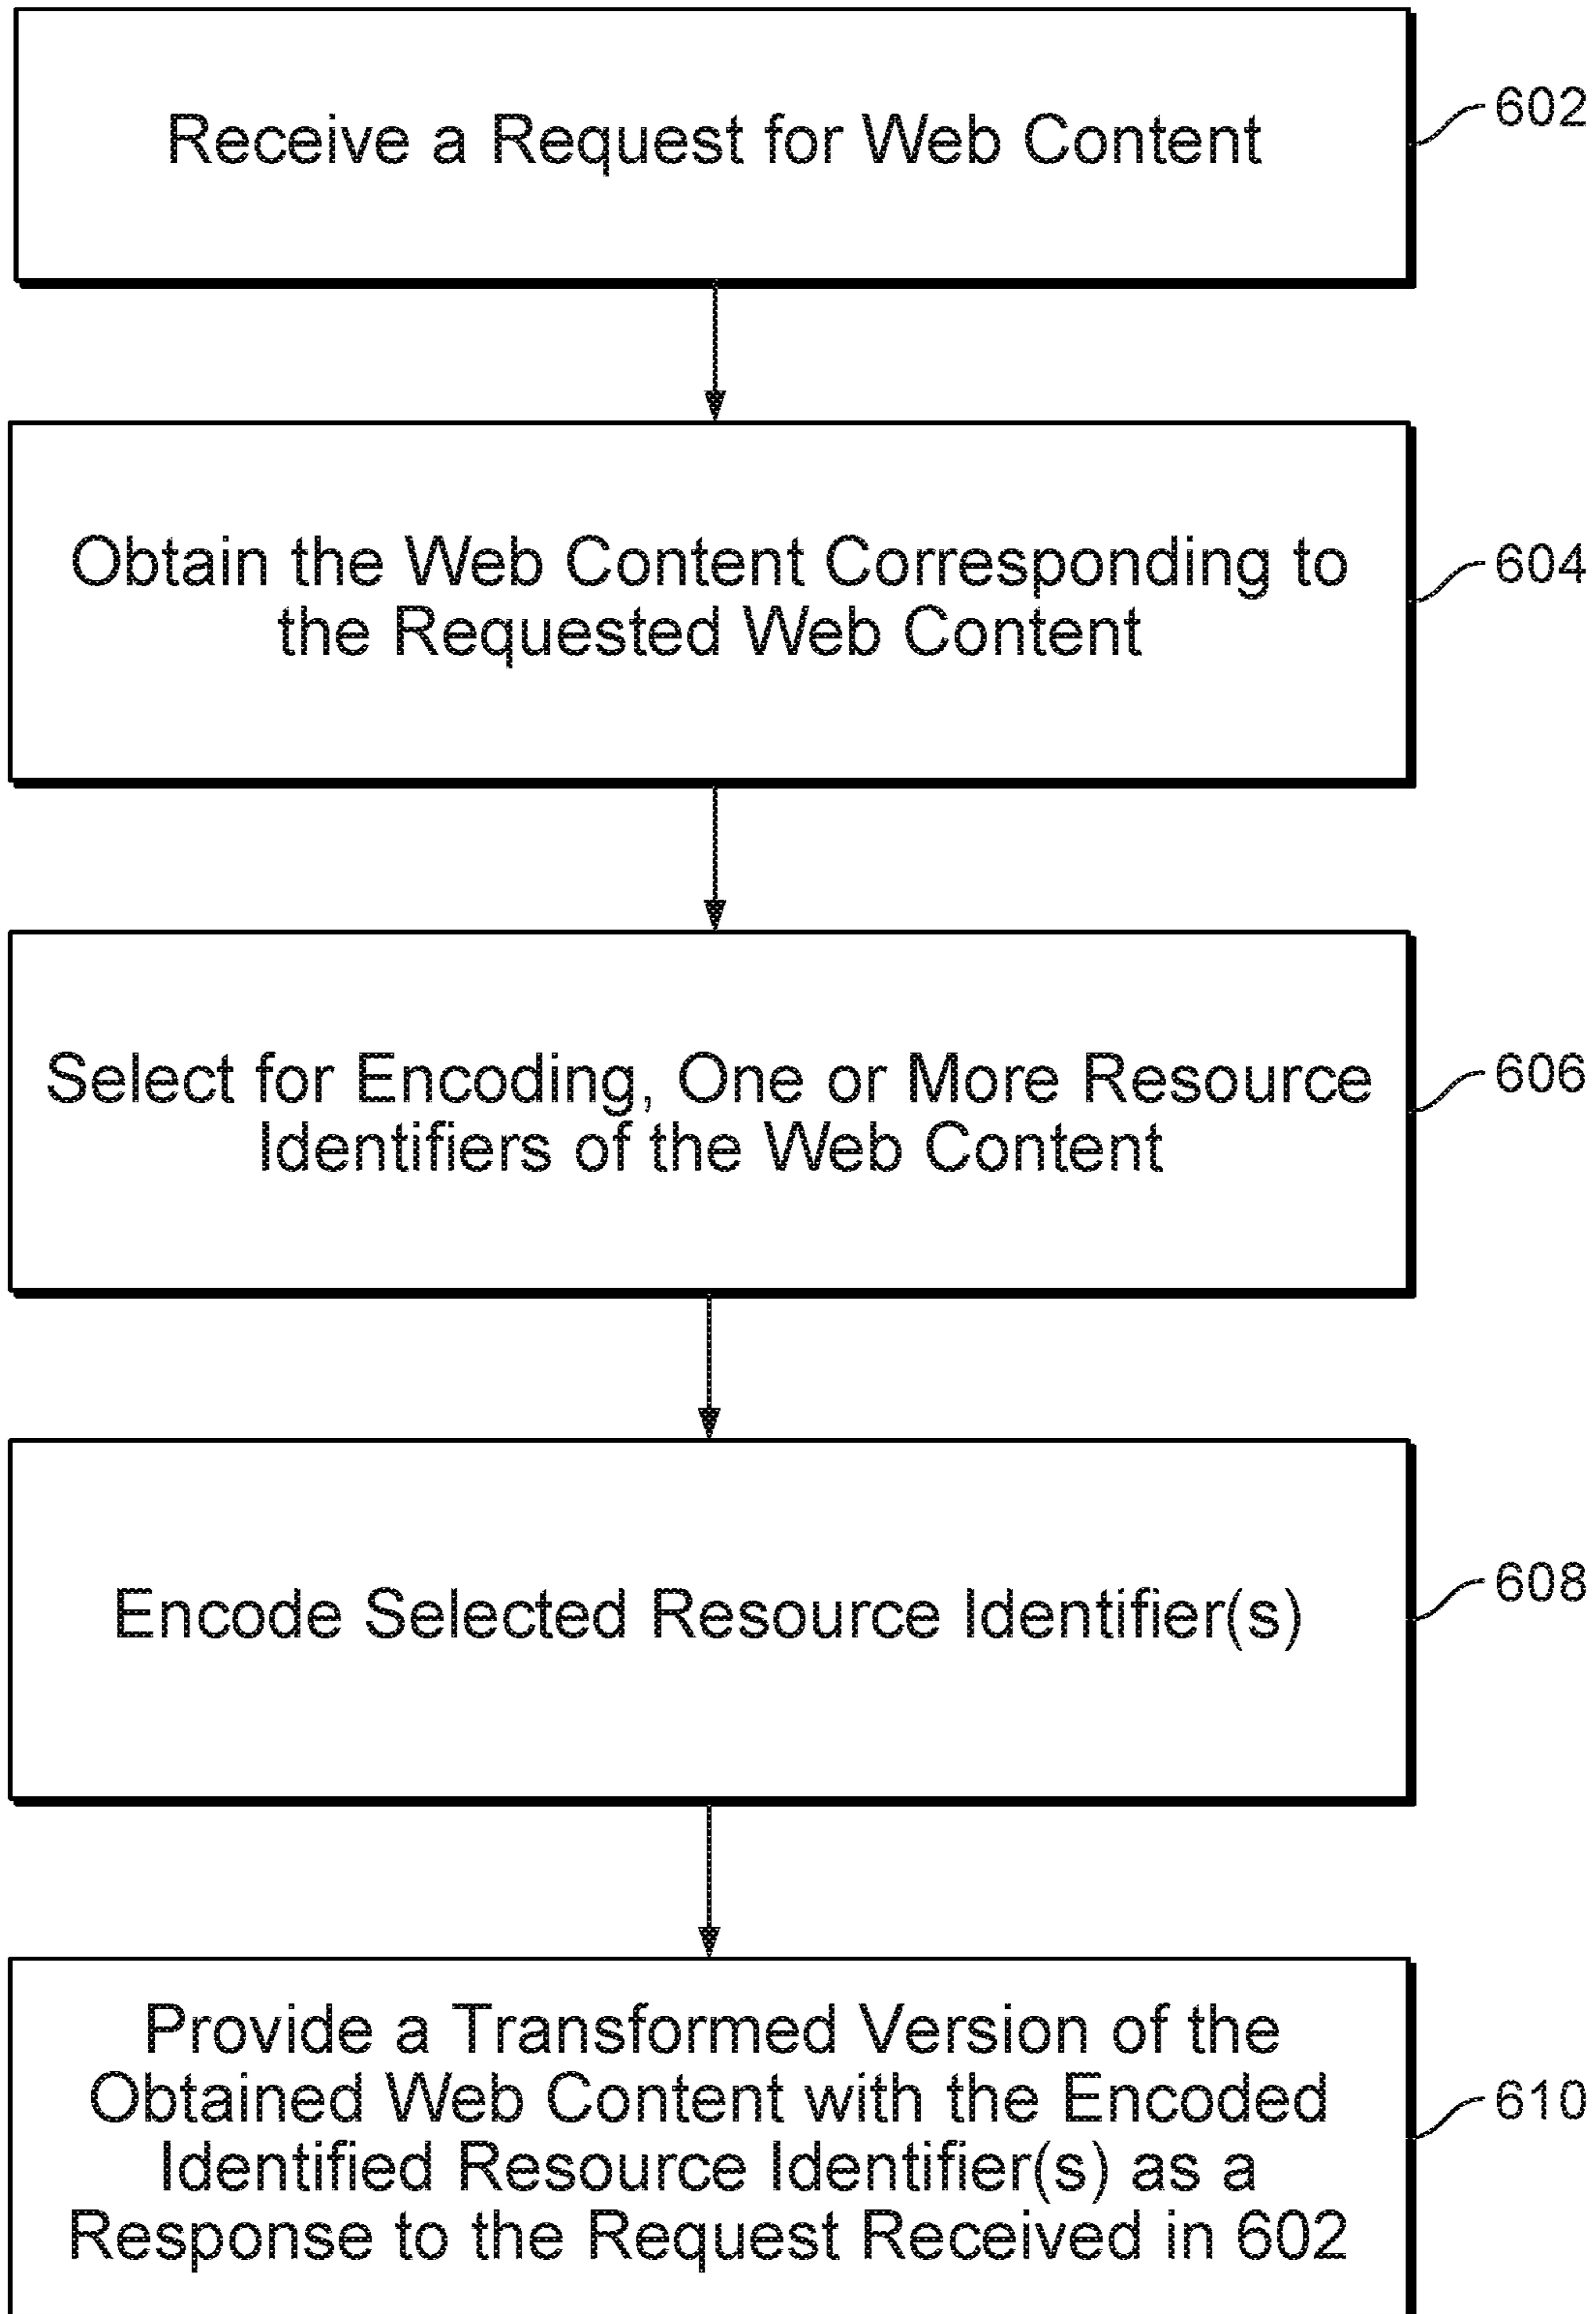 Receive a Request for Web Content
602
Obtain the Web Content Corresponding to
the Requested Web Content
604
Select for Encoding, One or More Resource
Identifiers of the Web Content
606
Encode Selected Resource Identifier(s)
608
Provide a Transformed Version of the
Obtained Web Content with the Encoded
Identified Resource Identifier(s) as a
Response to the Request Received in 602
610